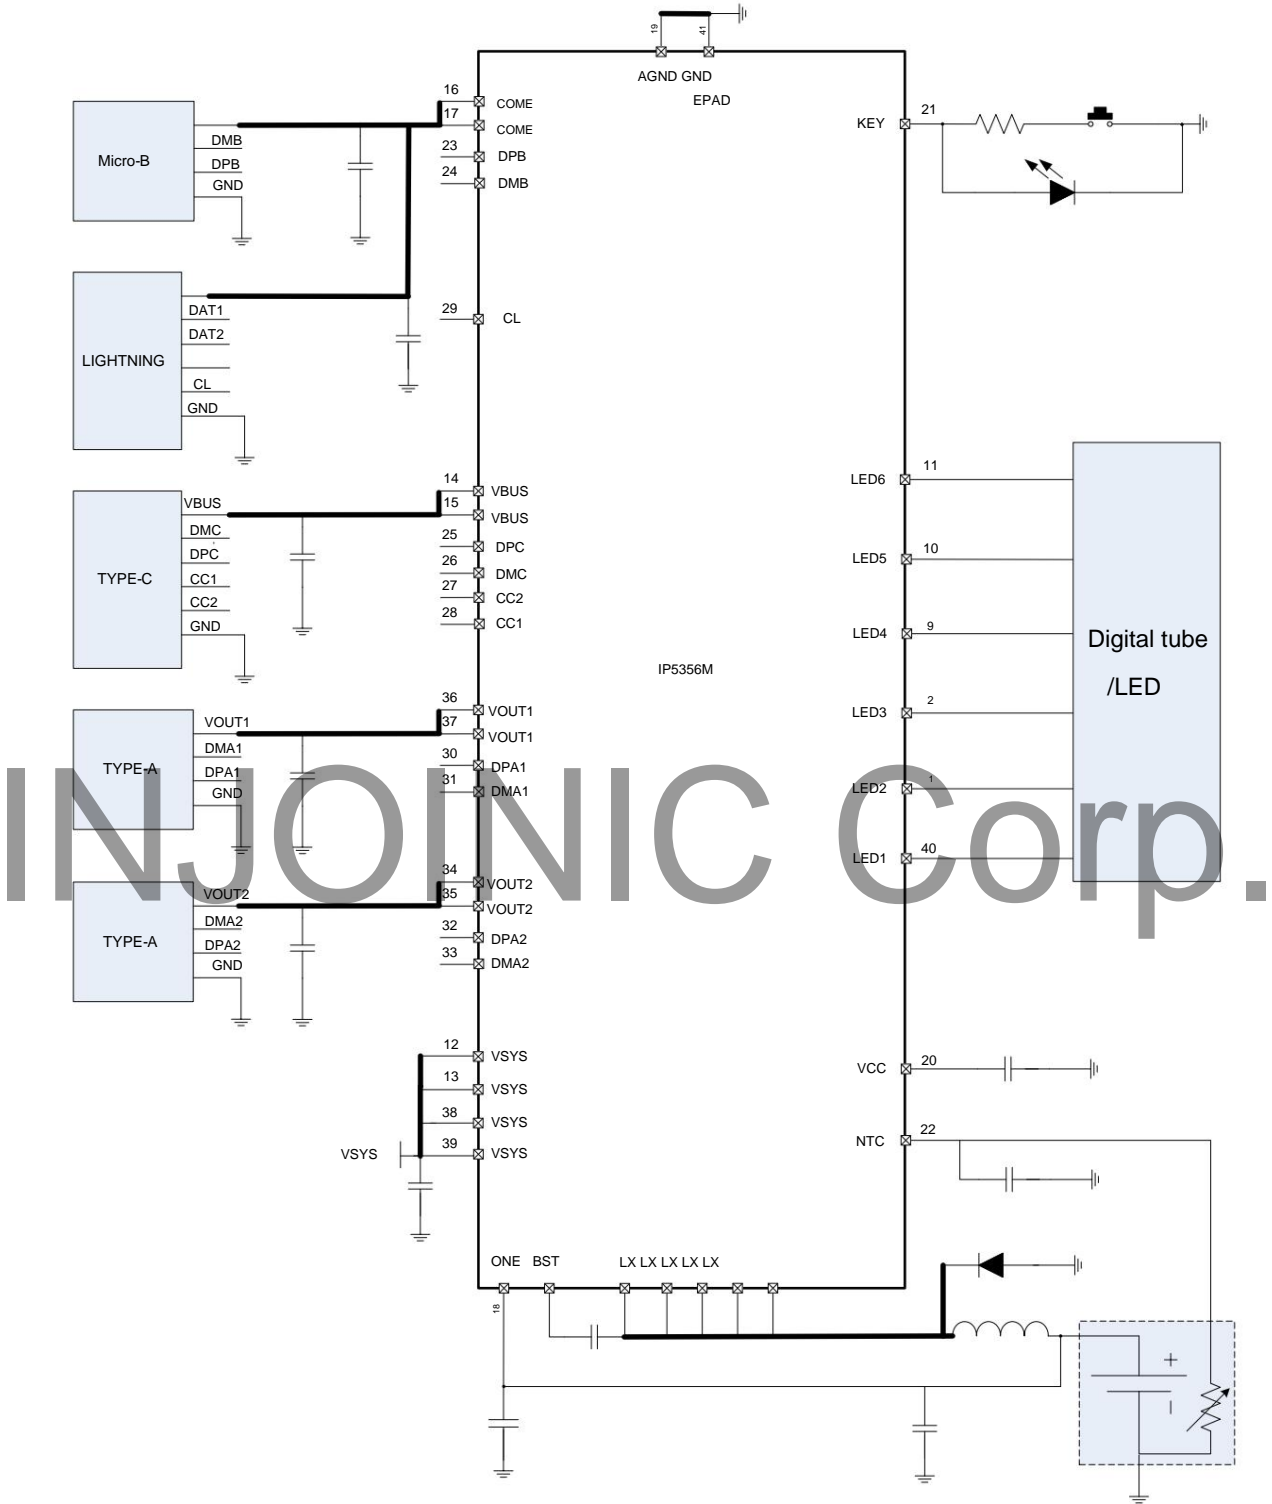 19
41
AGND GND
EPAD
Micro-B
DMB
DPB
GND
16
COME
17
COME
23
DPB
24
DMB
KEY
21
LIGHTNING
DAT1
DAT2
CL
GND
29
CL
TYPE-C
VBUS
DMC
DPC
CC1
CC2
GND
14
VBUS
15
VBUS
25
DPC
26
DMC
27
CC2
28
CC1
IP5356M
LED6
11
LED5
10
LED4
9
LED3
2
LED2
1
LED1
40
Digital tube
/LED
TYPE-A
VOUT1
DMA1
DPA1
GND
36
VOUT1
37
VOUT1
30
DPA1
31
DMA1
INJOINIC Corp.
TYPE-A
VOUT2
DMA2
DPA2
GND
34
VOUT2
35
VOUT2
32
DPA2
33
DMA2
12
VSYS
13
VSYS
38
VSYS
39
VSYS
VSYS
VCC
20
NTC
22
ONE
BST
LX LX LX LX LX
18
+